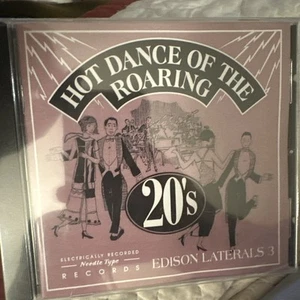 HOT DANCE OF THE
ROARING
20's
ELECTRICALLY RECORDED
Needle Type
RECORDS
EDISON LATERALS 3